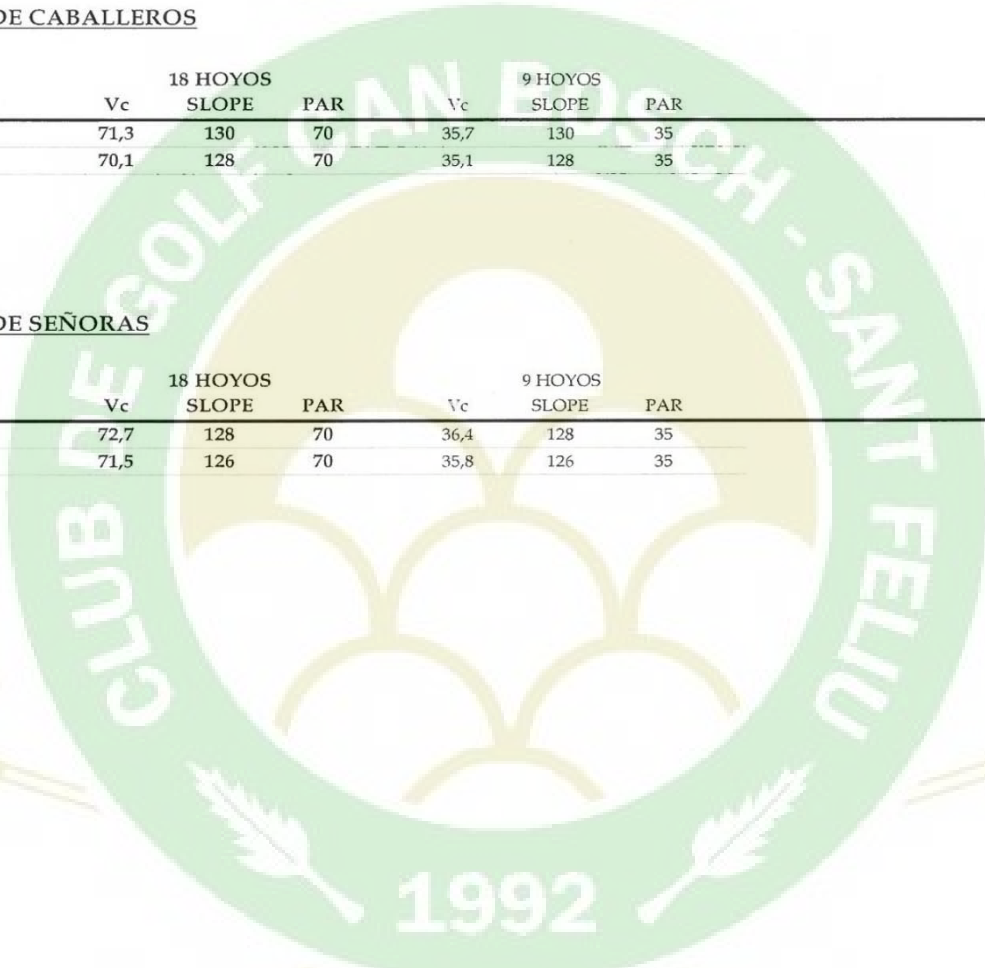 DE CABALLEROS
18 HOYOS 9 HOYOS
Vc SLOPE PAR Vc SLOPE PAR
71,3 130 70 35,7 130 35
70,1 128 70 35,1 128 35
DE SEÑORAS
18 HOYOS 9 HOYOS
Vc SLOPE PAR Vc SLOPE PAR
72,7 128 70 36,4 128 35
71,5 126 70 35,8 126 35
CLUB DE GOLF CAN BOSCH - SANT FELIU
1992